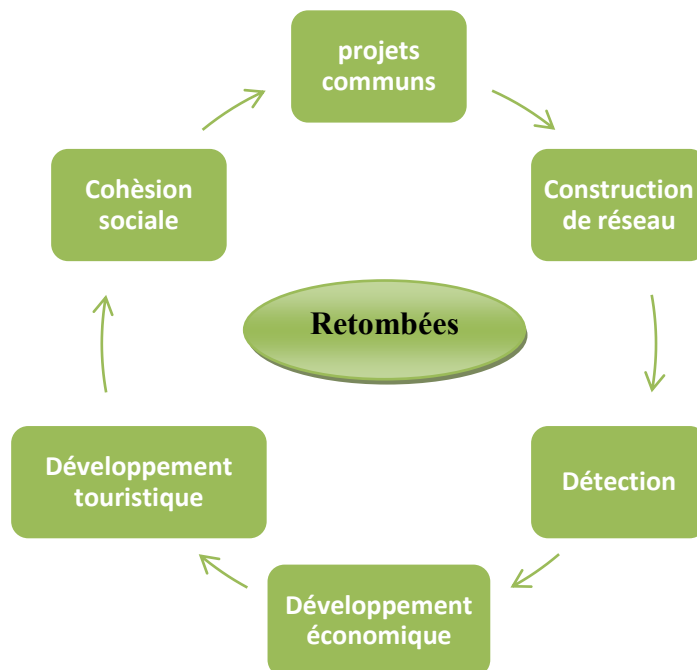 projets
communs
Construction
de réseau
Détection
Développement
économique
Développement
touristique
Cohèsion
sociale
Retombées